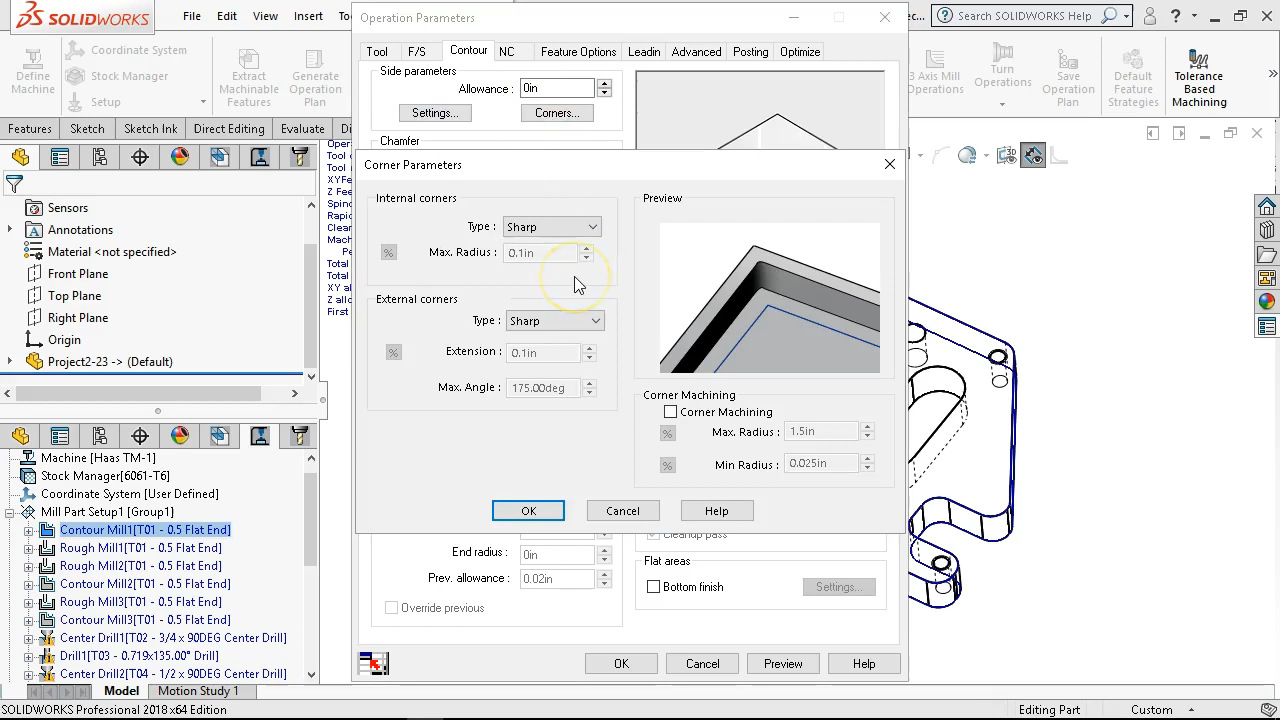 SOLIDWORKS
File
Edit
View
Insert
Operation Parameters
Search SOLIDWORKS Help
?
Define
Machine
Coordinate System
Stock Manager
Setup
Extract
Machinable
Features
Generate
Operation
Plan
3 Axis Mill
Operations
Turn
Operations
Save
Operation
Plan
Default
Feature
Strategies
Tolerance
Based
Machining
Features
Sketch
Sketch Ink
Direct Editing
Evaluate
Tool
F/S
Contour
NC
Feature Options
Leadin
Advanced
Posting
Optimize
Side parameters
Allowance :
0in
Settings...
Corners...
Chamfer
Sensors
Annotations
Material <not specified>
Front Plane
Top Plane
Right Plane
Origin
Project2-23 -> (Default)
Corner Parameters
Internal corners
Type :
Sharp
%
Max. Radius :
0.1in
External corners
Type :
Sharp
%
Extension :
0.1in
Max. Angle :
175.00deg
Preview
Corner Machining
Corner Machining
%
Max. Radius :
1.5in
%
Min Radius :
0.025in
OK
Cancel
Help
Machine [Haas TM-1]
Stock Manager[6061-T6]
Coordinate System [User Defined]
Mill Part Setup1 [Group1]
Contour Mill1[T01 - 0.5 Flat End]
Rough Mill1[T01 - 0.5 Flat End]
Rough Mill2[T01 - 0.5 Flat End]
Contour Mill2[T01 - 0.5 Flat End]
Rough Mill3[T01 - 0.5 Flat End]
Contour Mill3[T01 - 0.5 Flat End]
Center Drill1[T02 - 3/4 x 90DEG Center Drill]
Drill1[T03 - 0.719x135.00° Drill]
Center Drill2[T04 - 1/2 x 90DEG Center Drill]
Cleanup pass
End radius :
0in
Prev. allowance :
0.02in
Override previous
Flat areas
Bottom finish
Settings...
OK
Cancel
Help
Model
Motion Study 1
SOLIDWORKS Professional 2018 x64 Edition
Editing Part
Custom